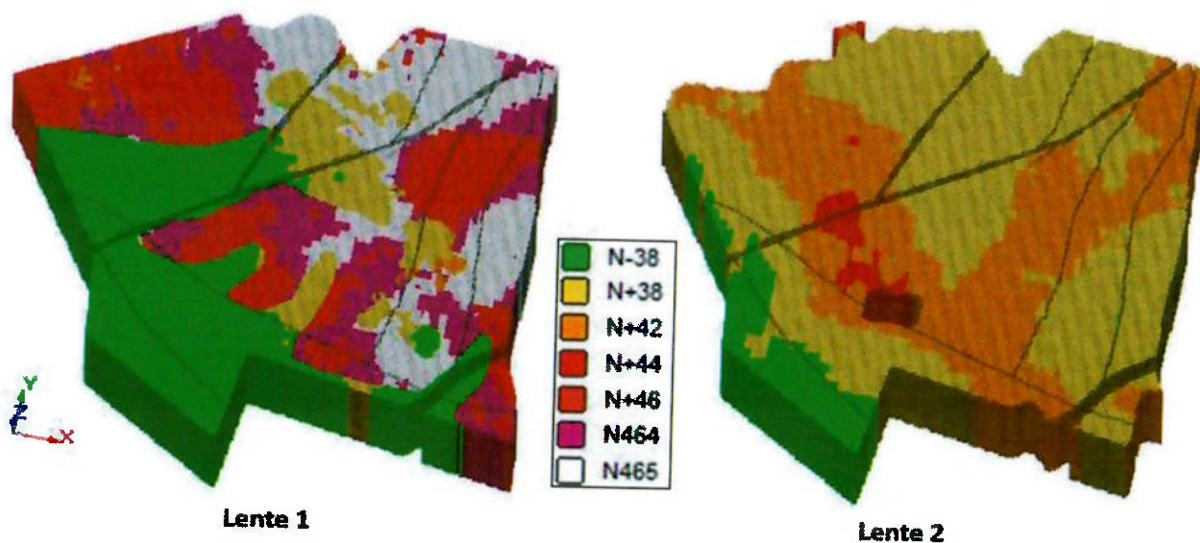 N-38
N+38
N+42
N+44
N+46
N464
N465
Y
Z
X
Lente 1
Lente 2